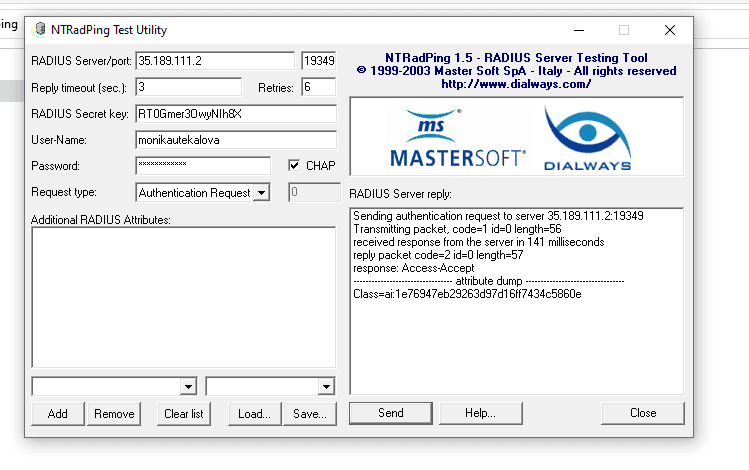 ping
NTRadPing Test Utility
RADIUS Server/port: 35.189.111.2 19349
Reply timeout (sec.): 3 Retries: 6
RADIUS Secret key: RT0Gmer3OwyNIh8X
User-Name: monikautekalova
Password: xxxxxxxxxxxx CHAP
Request type: Authentication Request 0
Additional RADIUS Attributes:
Add Remove Clear list Load... Save...
NTRadPing 1.5 - RADIUS Server Testing Tool
© 1999-2003 Master Soft SpA - Italy - All rights reserved
http://www.dialways.com/
ms
MASTERSOFT® DIALWAYS
RADIUS Server reply:
Sending authentication request to server 35.189.111.2:19349
Transmitting packet, code=1 id=0 length=56
received response from the server in 141 milliseconds
reply packet code=2 id=0 length=57
response: Access-Accept
------------------------------- attribute dump -------------------------------
Class=ai:1e76947eb29263d97d16ff7434c5860e
Send Help... Close